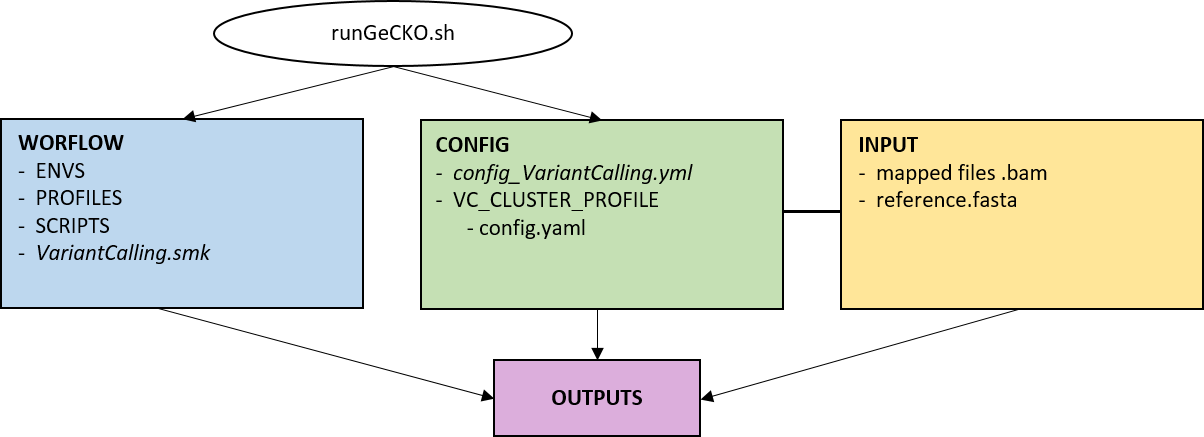 runGeCKO.sh
WORFLOW
- ENVS
- PROFILES
- SCRIPTS
- VariantCalling.smk
CONFIG
- config_VariantCalling.yml
- VC_CLUSTER_PROFILE
- config.yaml
INPUT
- mapped files .bam
- reference.fasta
OUTPUTS